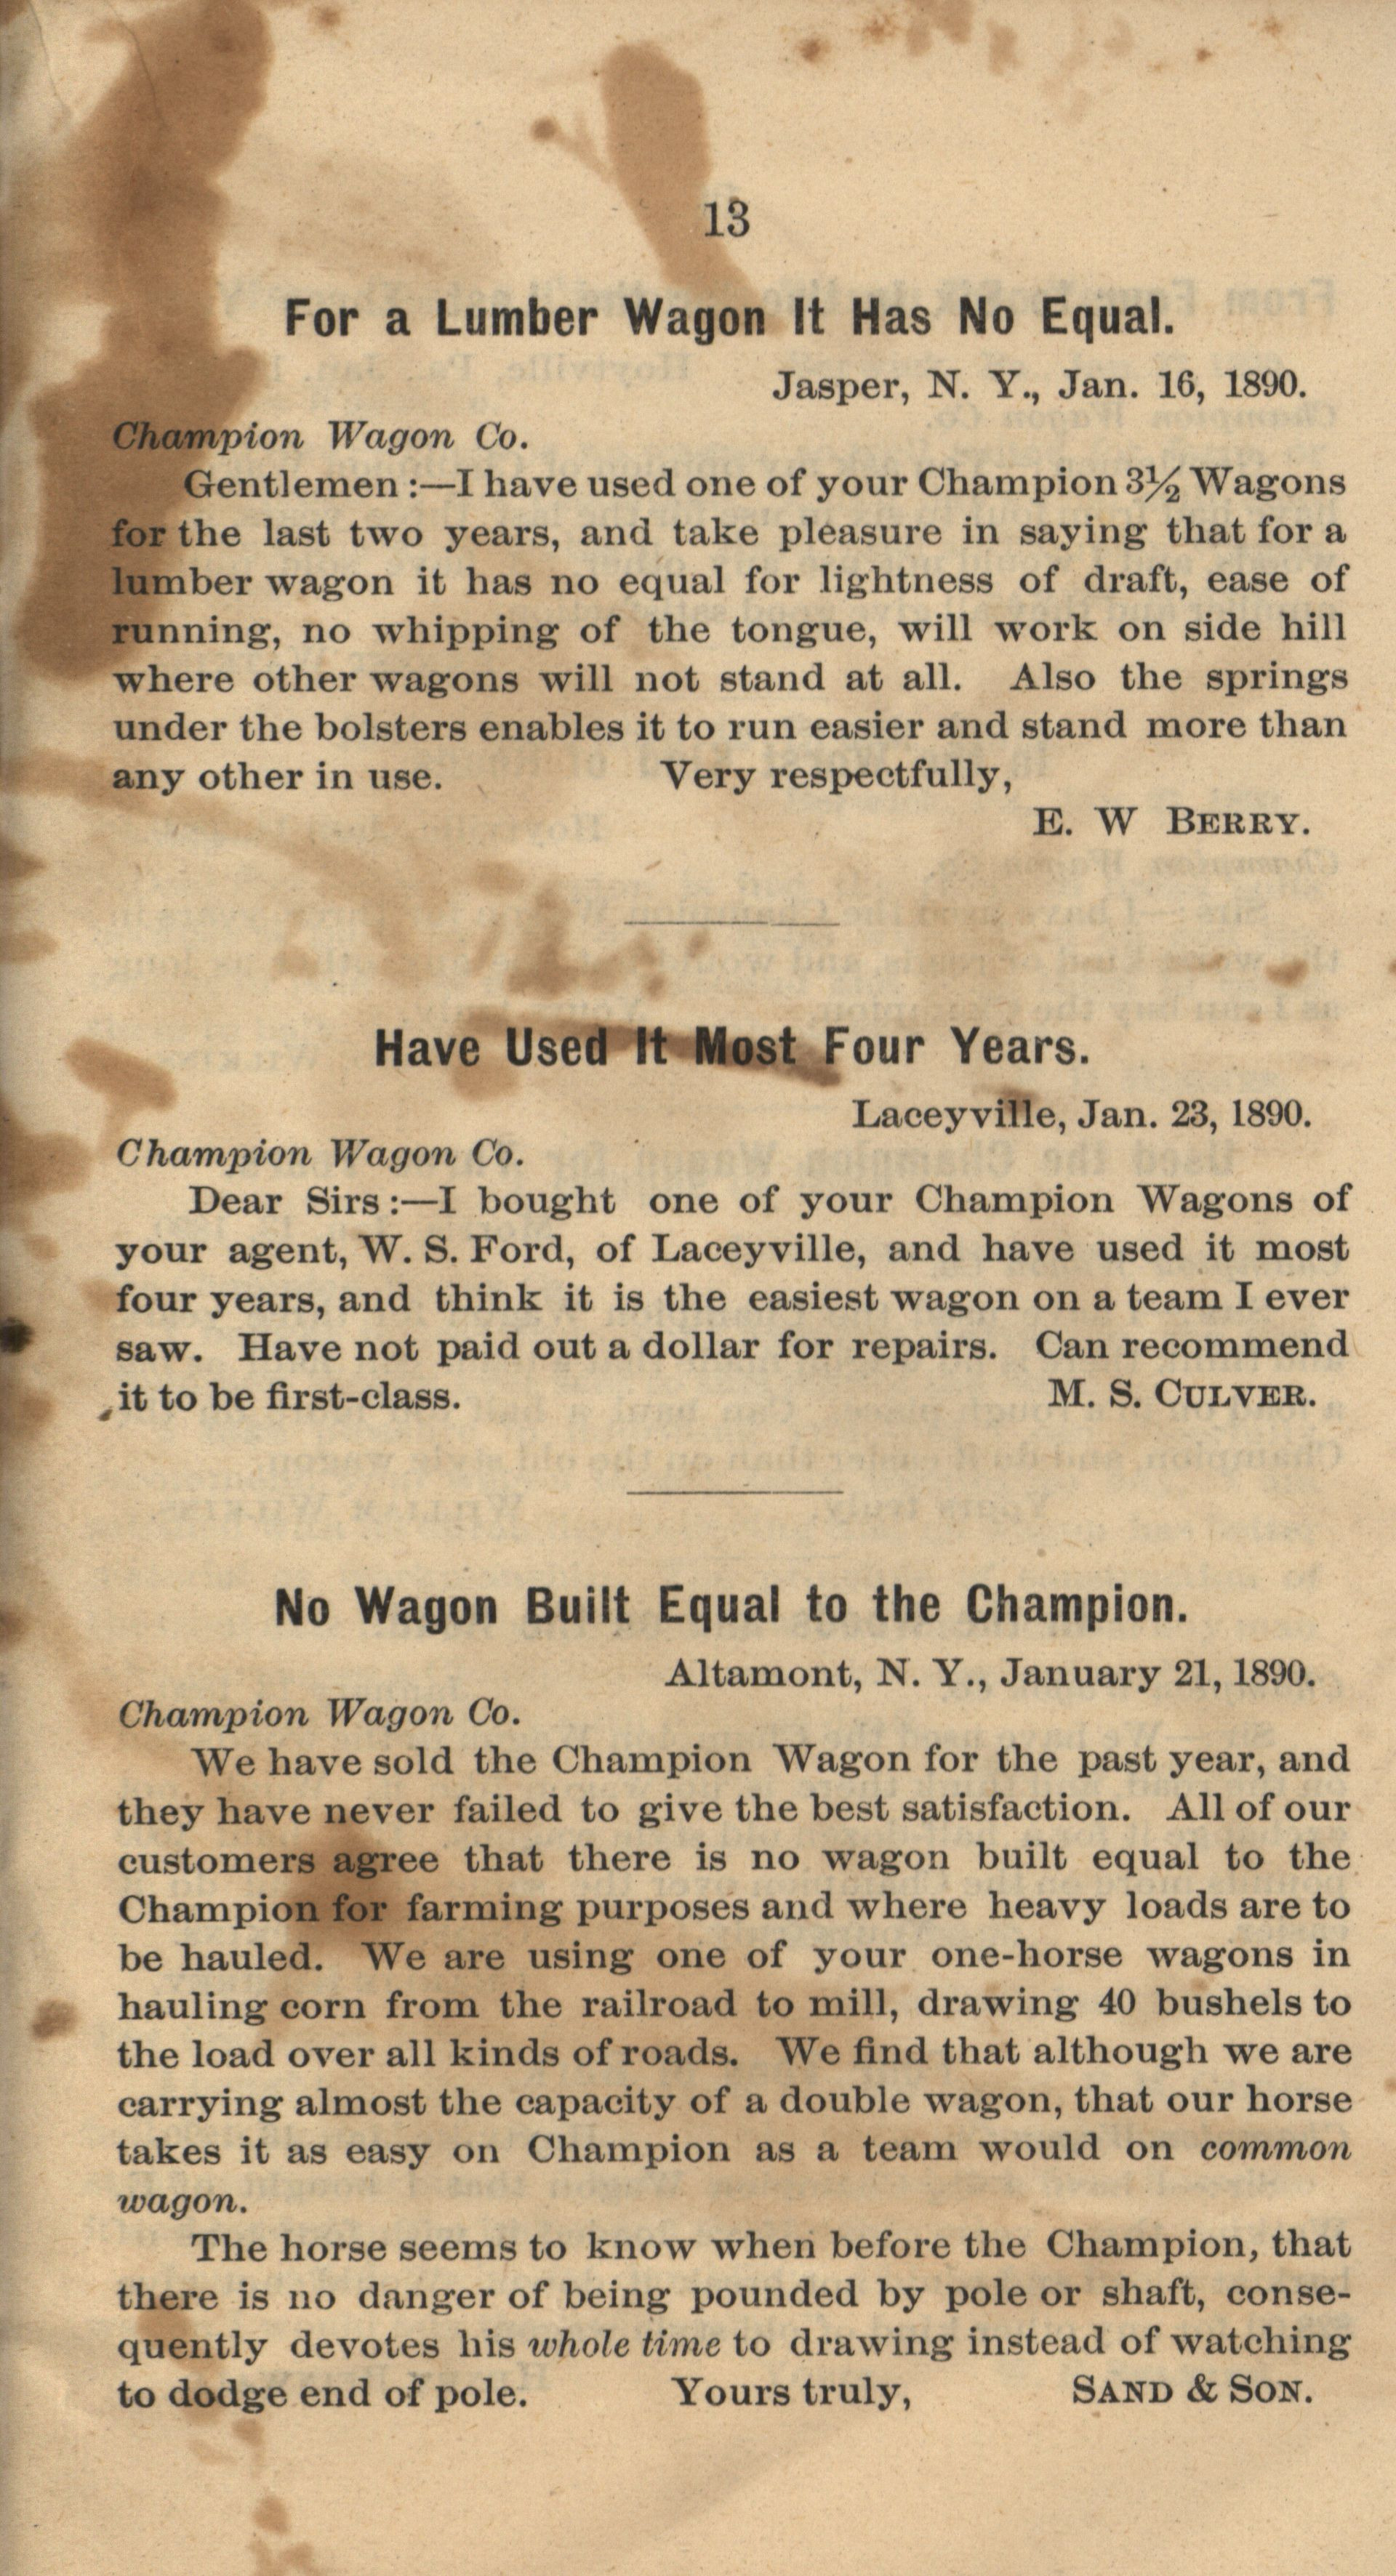 13
For a Lumber Wagon It Has No Equal.
Jasper, N. Y., Jan. 16, 1890.
Champion Wagon Co.
Gentlemen :—I have used one of your Champion 3½ Wagons
for the last two years, and take pleasure in saying that for a
lumber wagon it has no equal for lightness of draft, ease of
running, no whipping of the tongue, will work on side hill
where other wagons will not stand at all. Also the springs
under the bolsters enables it to run easier and stand more than
any other in use. Very respectfully,
E. W BERRY.
Have Used It Most Four Years.
Laceyville, Jan. 23, 1890.
Champion Wagon Co.
Dear Sirs :—I bought one of your Champion Wagons of
your agent, W. S. Ford, of Laceyville, and have used it most
four years, and think it is the easiest wagon on a team I ever
saw. Have not paid out a dollar for repairs. Can recommend
it to be first-class. M. S. CULVER.
No Wagon Built Equal to the Champion.
Altamont, N. Y., January 21, 1890.
Champion Wagon Co.
We have sold the Champion Wagon for the past year, and
they have never failed to give the best satisfaction. All of our
customers agree that there is no wagon built equal to the
Champion for farming purposes and where heavy loads are to
be hauled. We are using one of your one-horse wagons in
hauling corn from the railroad to mill, drawing 40 bushels to
the load over all kinds of roads. We find that although we are
carrying almost the capacity of a double wagon, that our horse
takes it as easy on Champion as a team would on common
wagon.
The horse seems to know when before the Champion, that
there is no danger of being pounded by pole or shaft, conse-
quently devotes his whole time to drawing instead of watching
to dodge end of pole. Yours truly, SAND & SON.